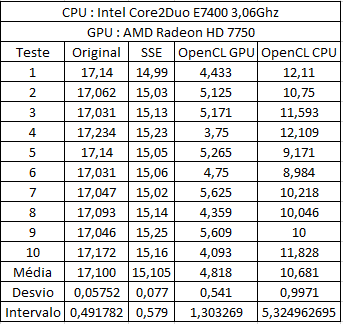 CPU : Intel Core2Duo E7400 3,06Ghz
GPU : AMD Radeon HD 7750
Teste Original SSE OpenCL GPU OpenCL CPU
1 17,14 14,99 4,433 12,11
2 17,062 15,03 5,125 10,75
3 17,031 15,13 5,171 11,593
4 17,234 15,23 3,75 12,109
5 17,14 15,05 5,265 9,171
6 17,031 15,06 4,75 8,984
7 17,047 15,02 5,625 10,218
8 17,093 15,14 4,359 10,046
9 17,046 15,25 5,609 10
10 17,172 15,16 4,093 11,828
Média 17,100 15,105 4,818 10,681
Desvio 0,05752 0,077 0,541 0,9971
Intervalo 0,491782 0,579 1,303269 5,324962695